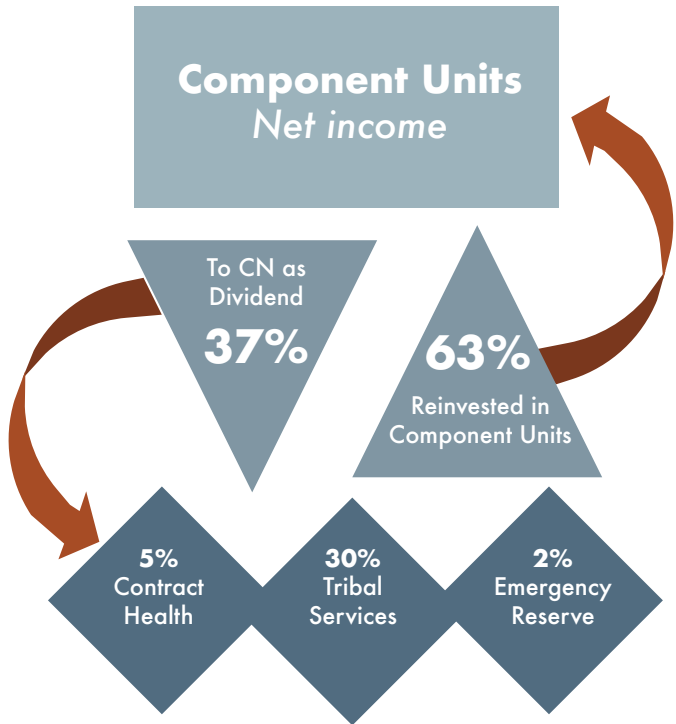 Component Units
Net income
To CN as
Dividend
37%
63%
Reinvested in
Component Units
5%
Contract
Health
30%
Tribal
Services
2%
Emergency
Reserve